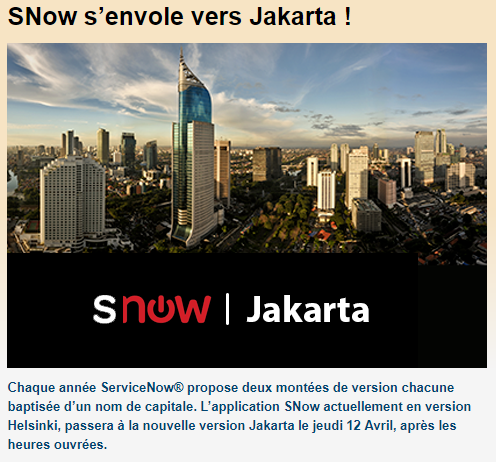 SNow s’envole vers Jakarta !
snow | Jakarta
Chaque année ServiceNow® propose deux montées de version chacune
baptisée d’un nom de capitale. L’application SNow actuellement en version
Helsinki, passera à la nouvelle version Jakarta le jeudi 12 Avril, après les
heures ouvrées.